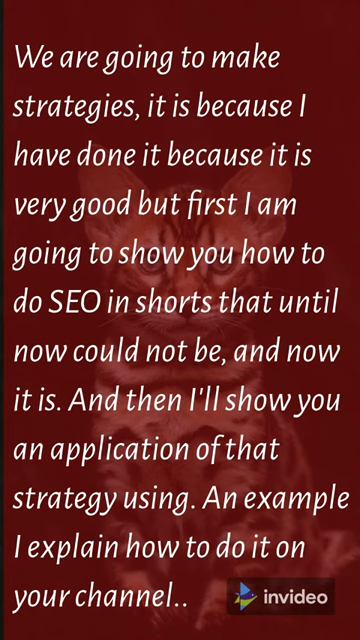 We are going to make
strategies, it is because I
have done it because it is
very good but first I am
going to show you how to
do SEO in shorts that until
now could not be, and now
it is. And then I'll show you
an application of that
strategy using. An example
I explain how to do it on
your channel..
invideo